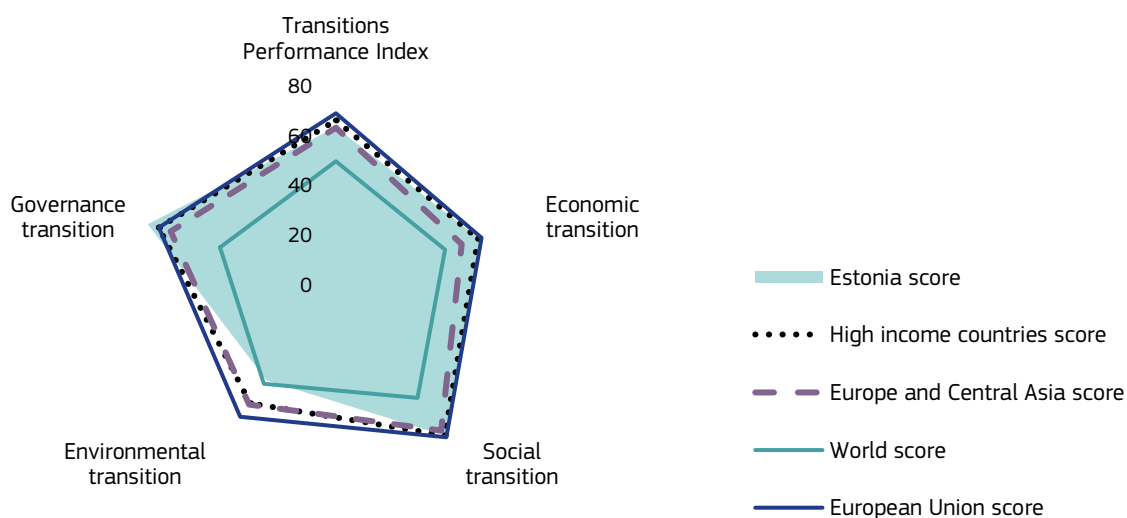 Transitions
Performance Index
80
60
40
20
0
Governance
transition
Economic
transition
Environmental
transition
Social
transition
Estonia score
High income countries score
Europe and Central Asia score
World score
European Union score